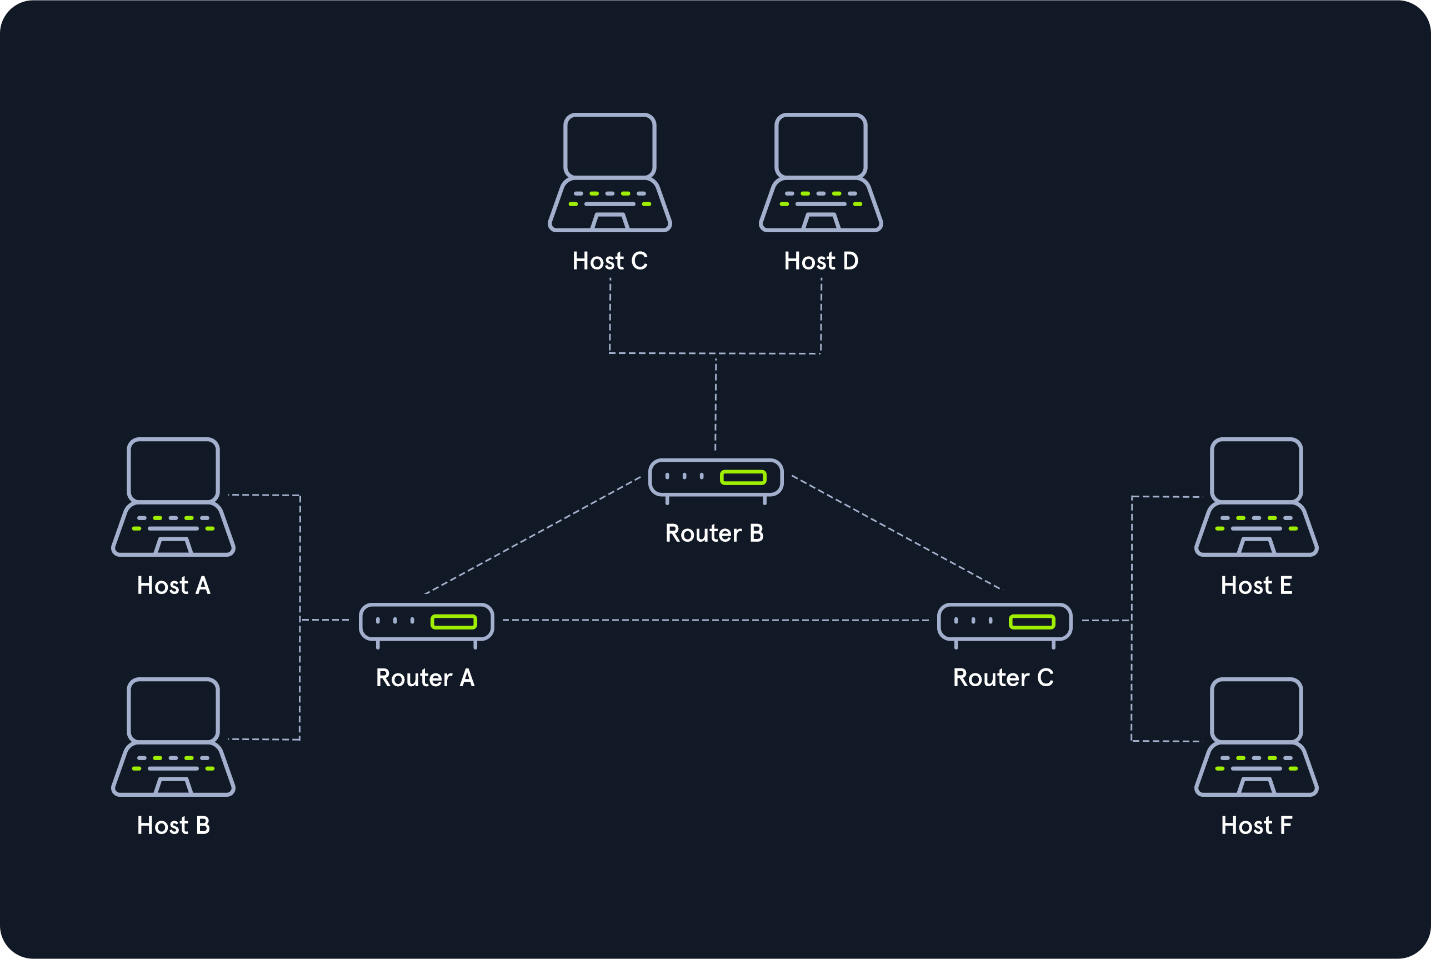 Host C
Host D
Host A
Router B
Host E
Router A
Router C
Host B
Host F